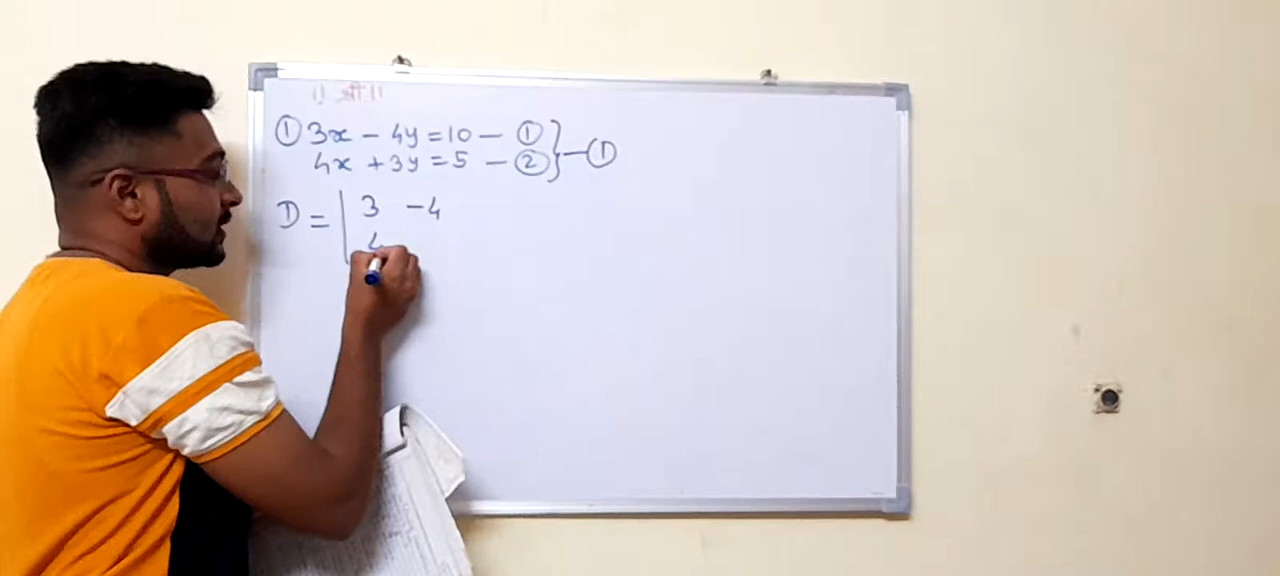 ॥ श्री ॥
① 3x - 4y = 10 — ①
4x + 3y = 5 — ② } — ①
D = | 3 -4
4